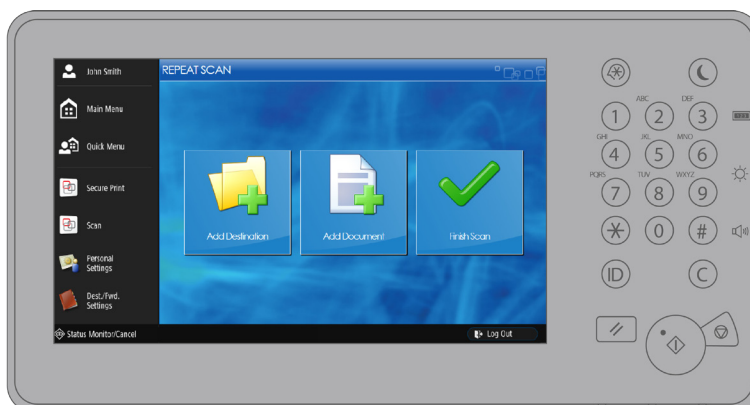 John Smith
REPEAT SCAN
Main Menu
Quick Menu
Secure Print
Scan
Personal
Settings
Dest./Fwd.
Settings
Add Destination
Add Document
Finish Scan
Status Monitor/Cancel
Log Out
ABC DEF
1 2 3
GHI JKL MNO
4 5 6
PQRS TUV WXYZ
7 8 9
0 #
ID C